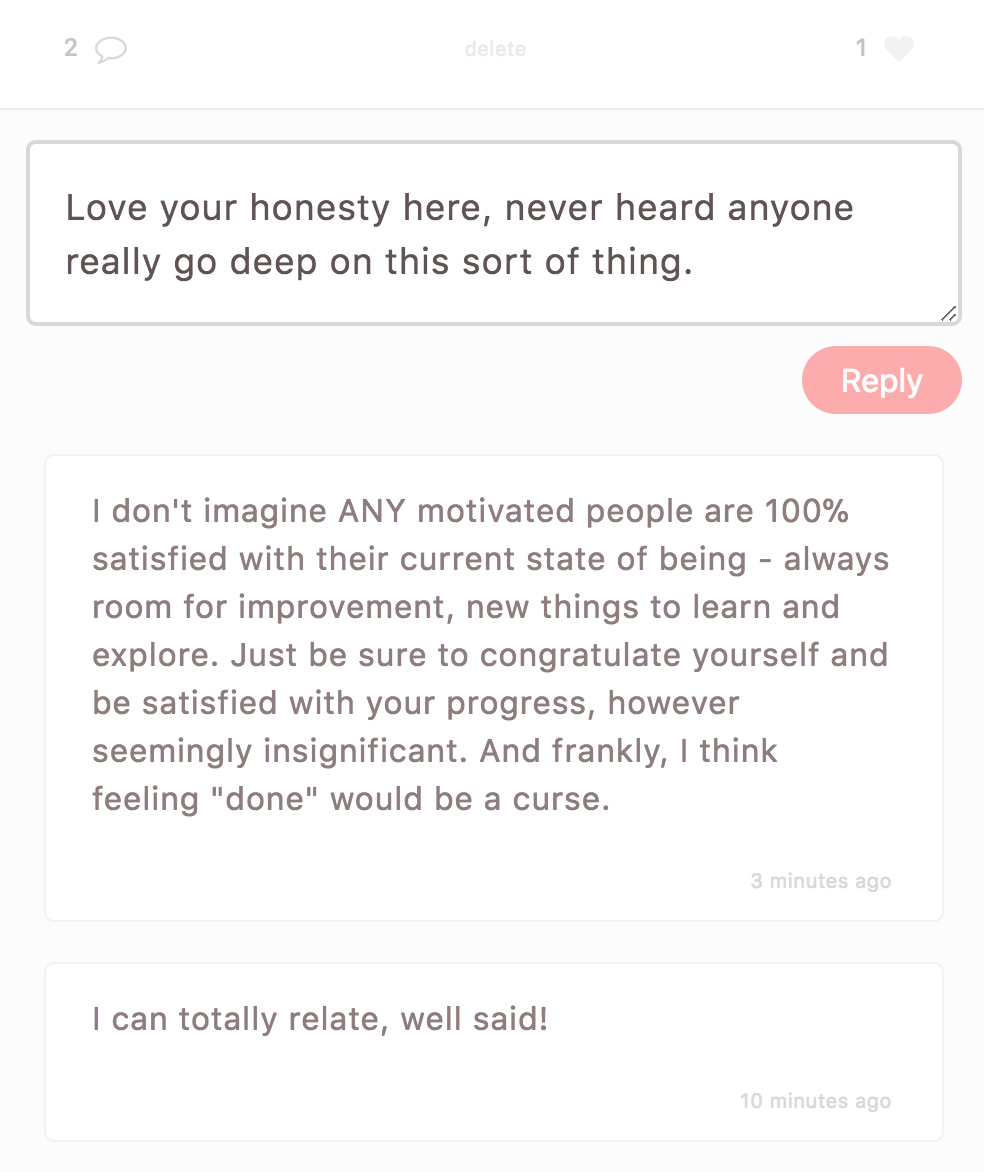 2
delete
1
Love your honesty here, never heard anyone
really go deep on this sort of thing.
Reply
I don't imagine ANY motivated people are 100%
satisfied with their current state of being - always
room for improvement, new things to learn and
explore. Just be sure to congratulate yourself and
be satisfied with your progress, however
seemingly insignificant. And frankly, I think
feeling "done" would be a curse.
3 minutes ago
I can totally relate, well said!
10 minutes ago